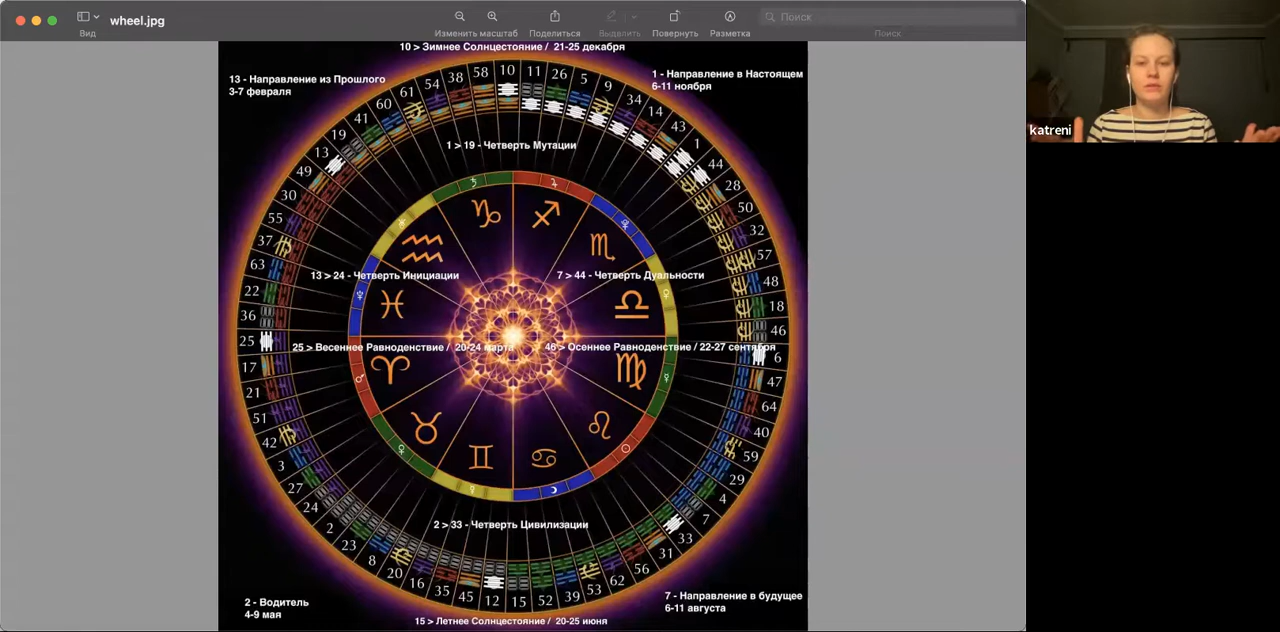 wheel.jpg
Поиск
Вид
Изменить масштаб
Поделиться
Выделить
Повернуть
Разметка
Поиск
10 > Зимнее Солнцестояние / 21-25 декабря
13 - Направление из Прошлого
3-7 февраля
1 - Направление в Настоящем
6-11 ноября
10
11
26
5
9
34
14
43
1
44
28
50
32
57
48
18
46
6
47
64
40
59
29
4
7
33
31
56
62
53
39
52
15
12
45
35
16
20
8
23
2
24
27
3
42
51
21
17
25
36
22
63
37
55
30
49
13
19
41
60
61
54
38
58
1 > 19 - Четверть Мутации
13 > 24 - Четверть Инициации
7 > 44 - Четверть Дуальности
25 > Весеннее Равноденствие / 20-24 марта
46 > Осеннее Равноденствие / 22-27 сентября
2 > 33 - Четверть Цивилизации
2 - Водитель
4-9 мая
7 - Направление в будущее
6-11 августа
15 > Летнее Солнцестояние / 20-25 июня
katreni